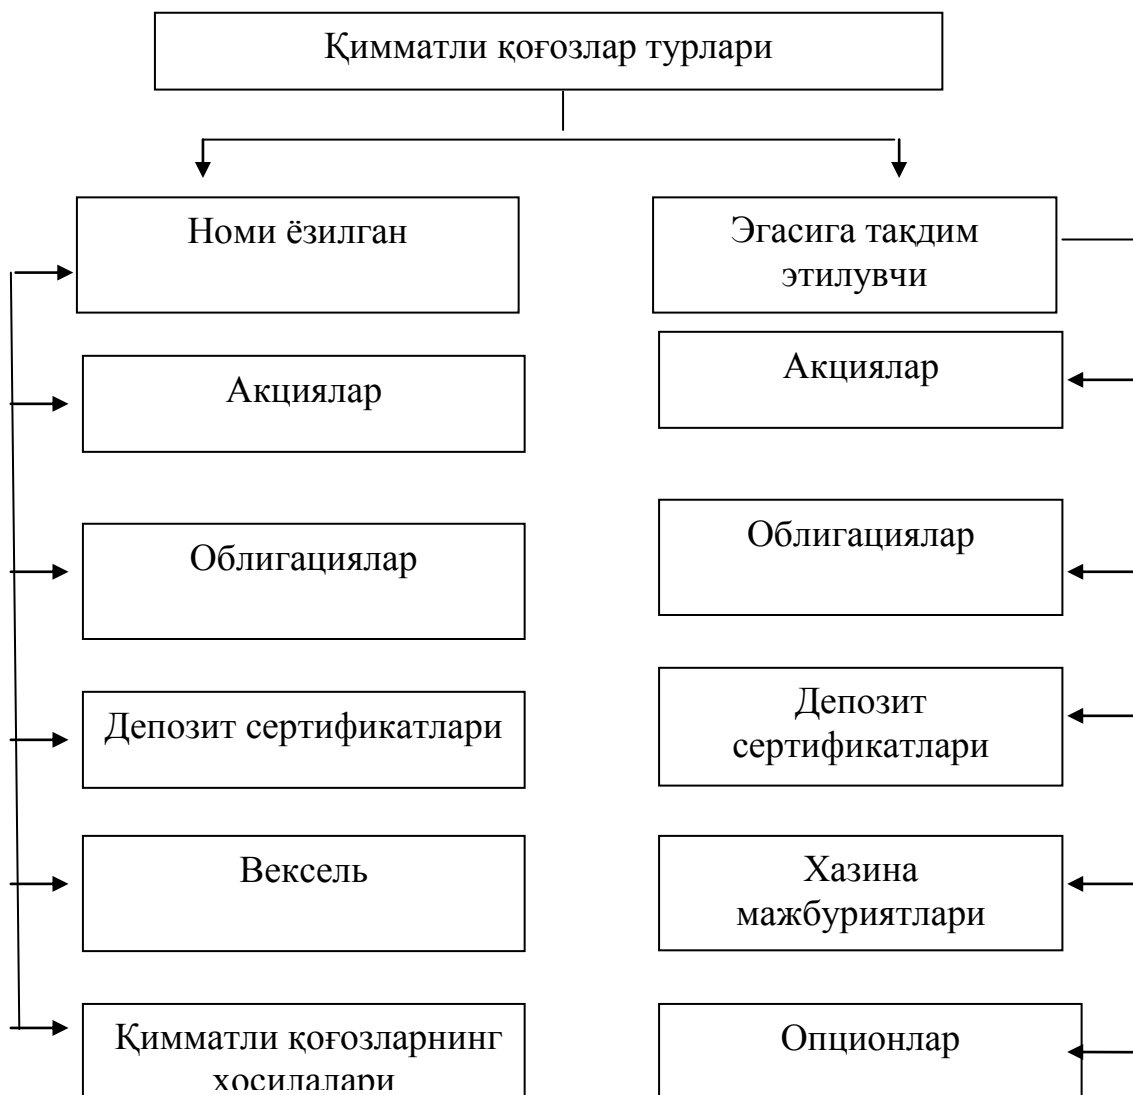 Қимматли қоғозлар турлари
Номи ёзилган
Эгасига тақдим
этилувчи
Акциялар
Акциялар
Облигациялар
Облигациялар
Депозит сертификатлари
Депозит
сертификатлари
Вексель
Хазина
мажбуриятлари
Қимматли қоғозларнинг
ҳосилалари
Опционлар